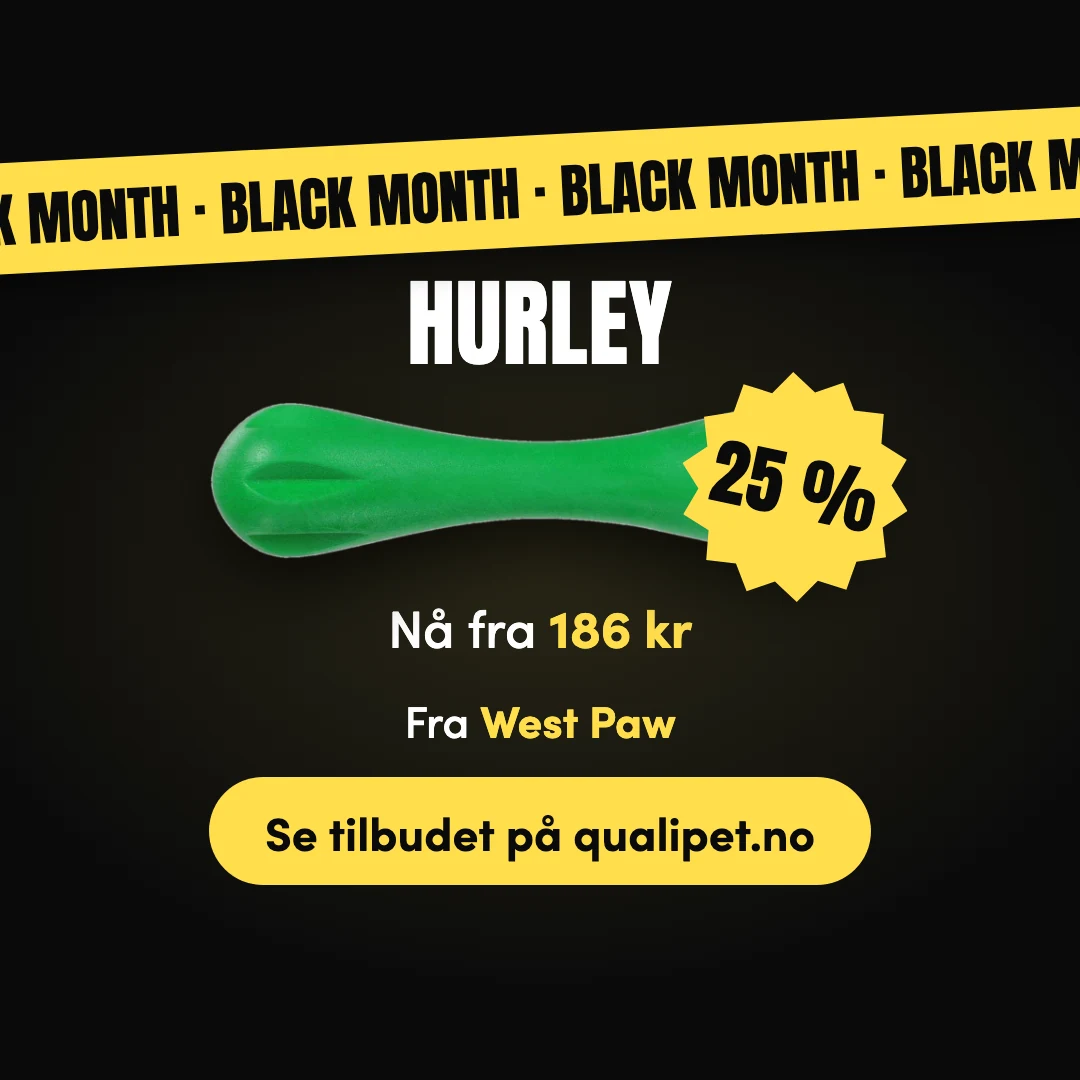 K MONTH · BLACK MONTH · BLACK MONTH · BLACK M
HURLEY
25 %
Nå fra 186 kr
Fra West Paw
Se tilbudet på qualipet.no